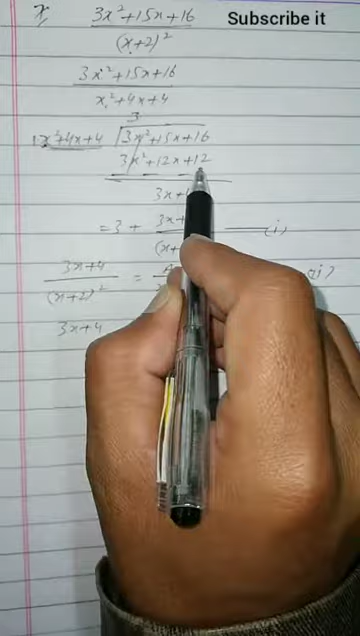 Subscribe it
x, 3x²+15x+16
(x+2)²
3x²+15x+16
x²+4x+4
3
x²+4x+4 3x²+15x+16
3x²+12x+12
3x+
= 3 + 3x+ (i)
(x+
3x+4 = A
(x+2)²
3x+4